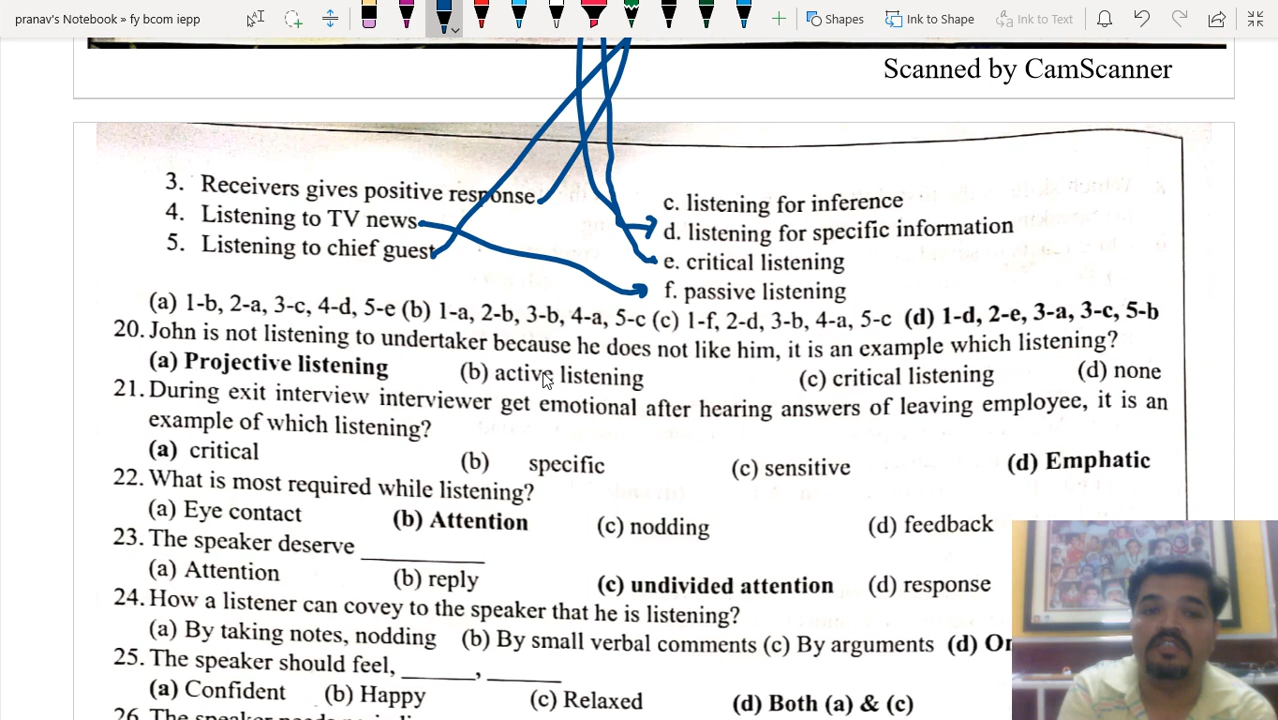 pranav's Notebook » fy bcom iepp
Shapes
Ink to Shape
Ink to Text
Scanned by CamScanner
3. Receivers gives positive response
4. Listening to TV news
5. Listening to chief guest
c. listening for inference
d. listening for specific information
e. critical listening
f. passive listening
(a) 1-b, 2-a, 3-c, 4-d, 5-e (b) 1-a, 2-b, 3-b, 4-a, 5-c (c) 1-f, 2-d, 3-b, 4-a, 5-c (d) 1-d, 2-e, 3-a, 3-c, 5-b
20. John is not listening to undertaker because he does not like him, it is an example which listening?
(a) Projective listening (b) active listening (c) critical listening (d) none
21. During exit interview interviewer get emotional after hearing answers of leaving employee, it is an
example of which listening?
(a) critical (b) specific (c) sensitive (d) Emphatic
22. What is most required while listening?
(a) Eye contact (b) Attention (c) nodding (d) feedback
23. The speaker deserve ________
(a) Attention (b) reply (c) undivided attention (d) response
24. How a listener can covey to the speaker that he is listening?
(a) By taking notes, nodding (b) By small verbal comments (c) By arguments (d)
25. The speaker should feel, ______, ______
(a) Confident (b) Happy (c) Relaxed (d) Both (a) & (c)
26. The speaker